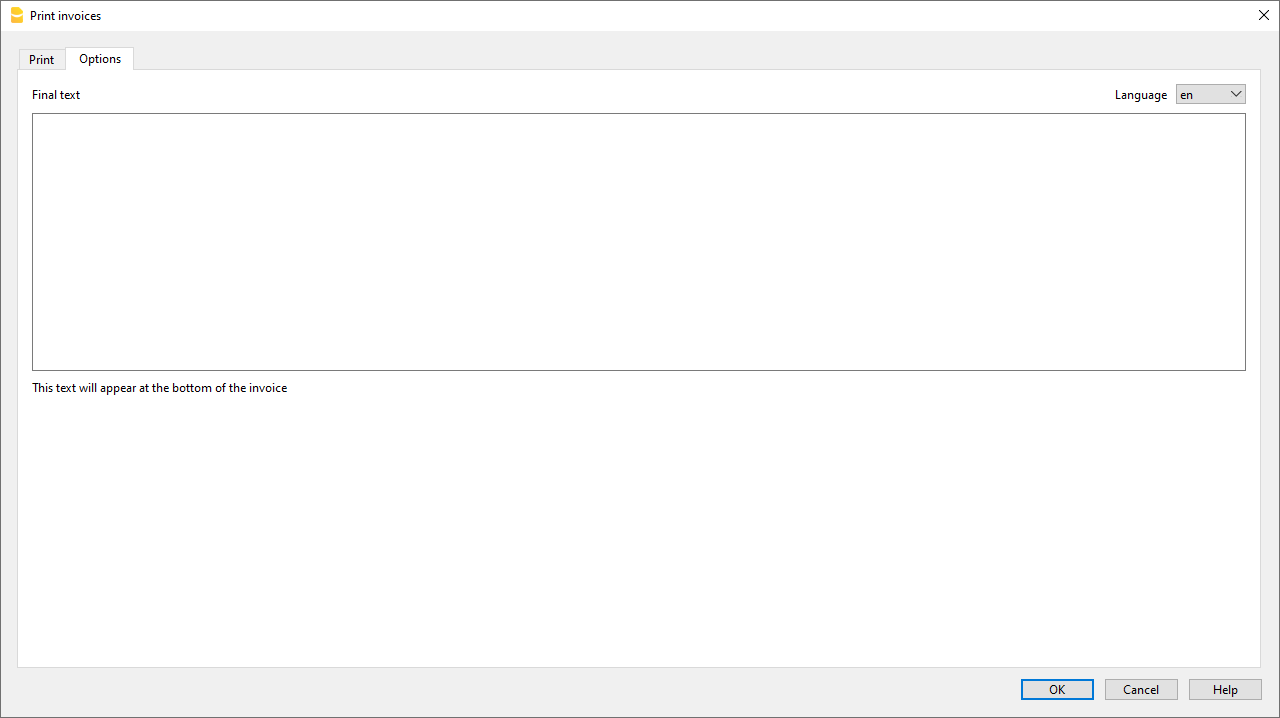 Print invoices
Print
Options
Final text
Language
en
This text will appear at the bottom of the invoice
OK
Cancel
Help